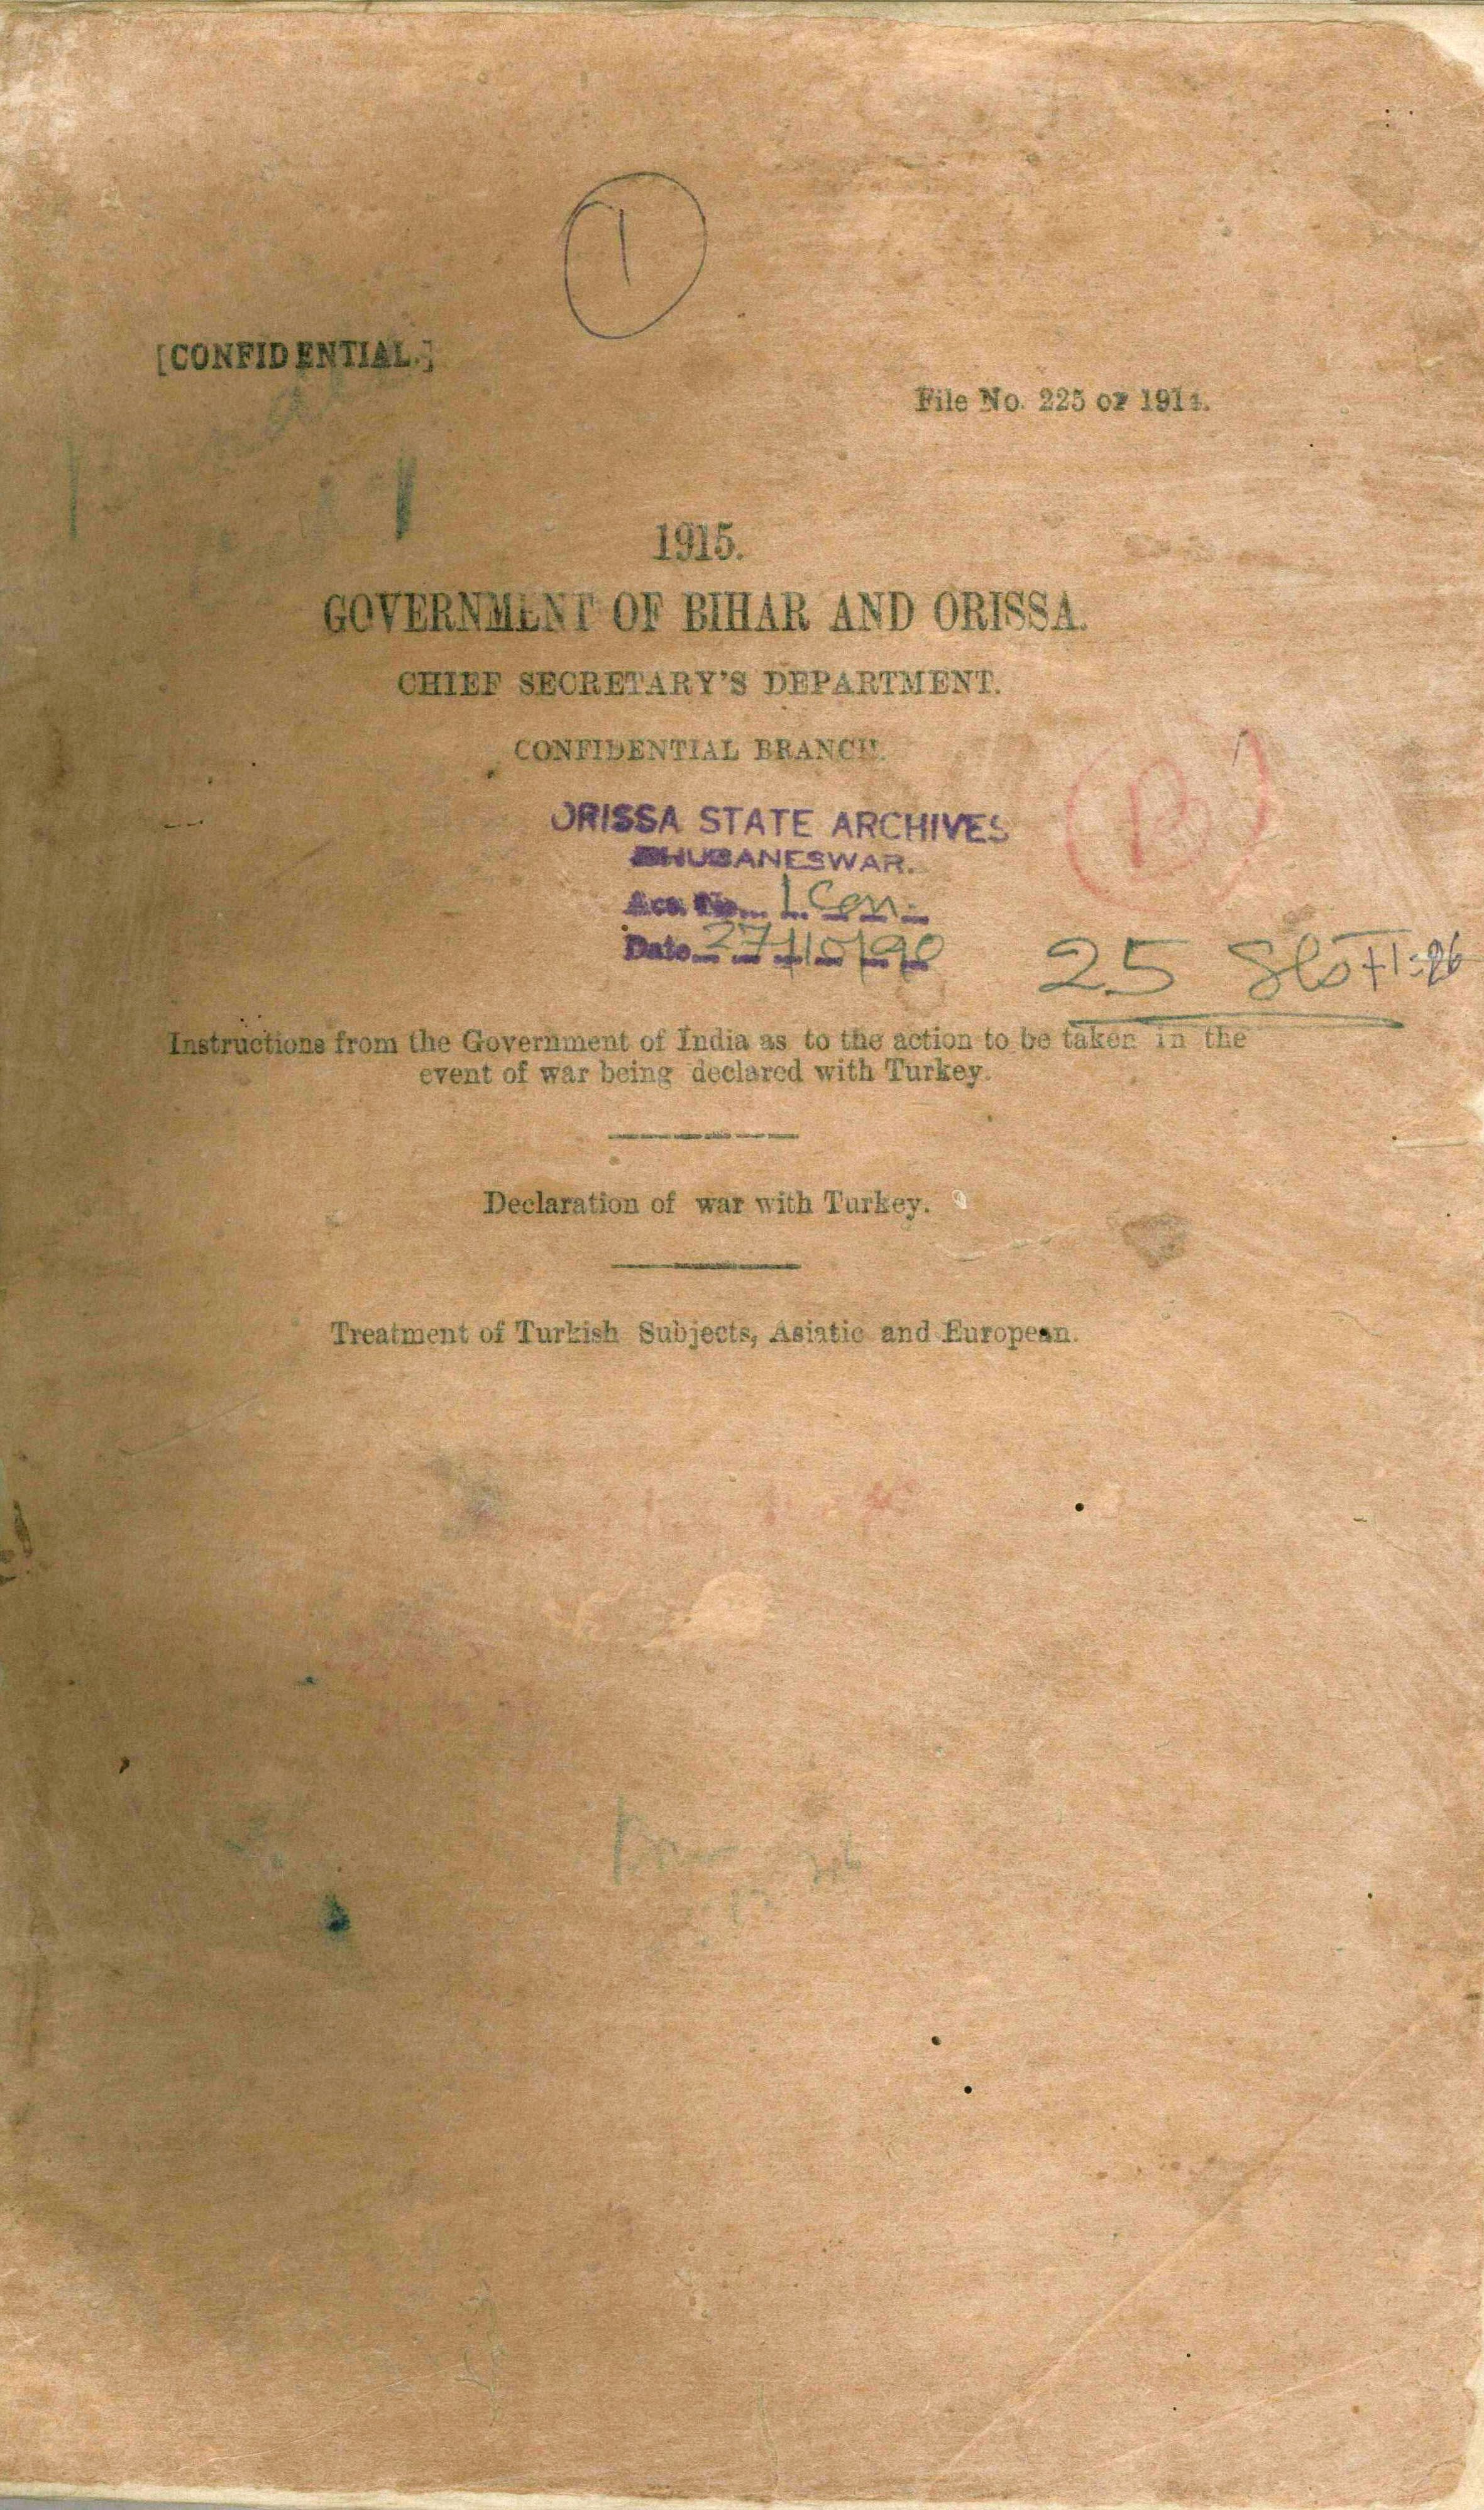 1
[CONFIDENTIAL.]
File No. 225 of 1914.
1915.
GOVERNMENT OF BIHAR AND ORISSA.
CHIEF SECRETARY'S DEPARTMENT.
CONFIDENTIAL BRANCH.
B
ORISSA STATE ARCHIVES
BHUBANESWAR.
Acc. No. 1 Con.
Date 27/10/90
25
Instructions from the Government of India as to the action to be taken in the
event of war being declared with Turkey.
Declaration of war with Turkey.
Treatment of Turkish Subjects, Asiatic and European.